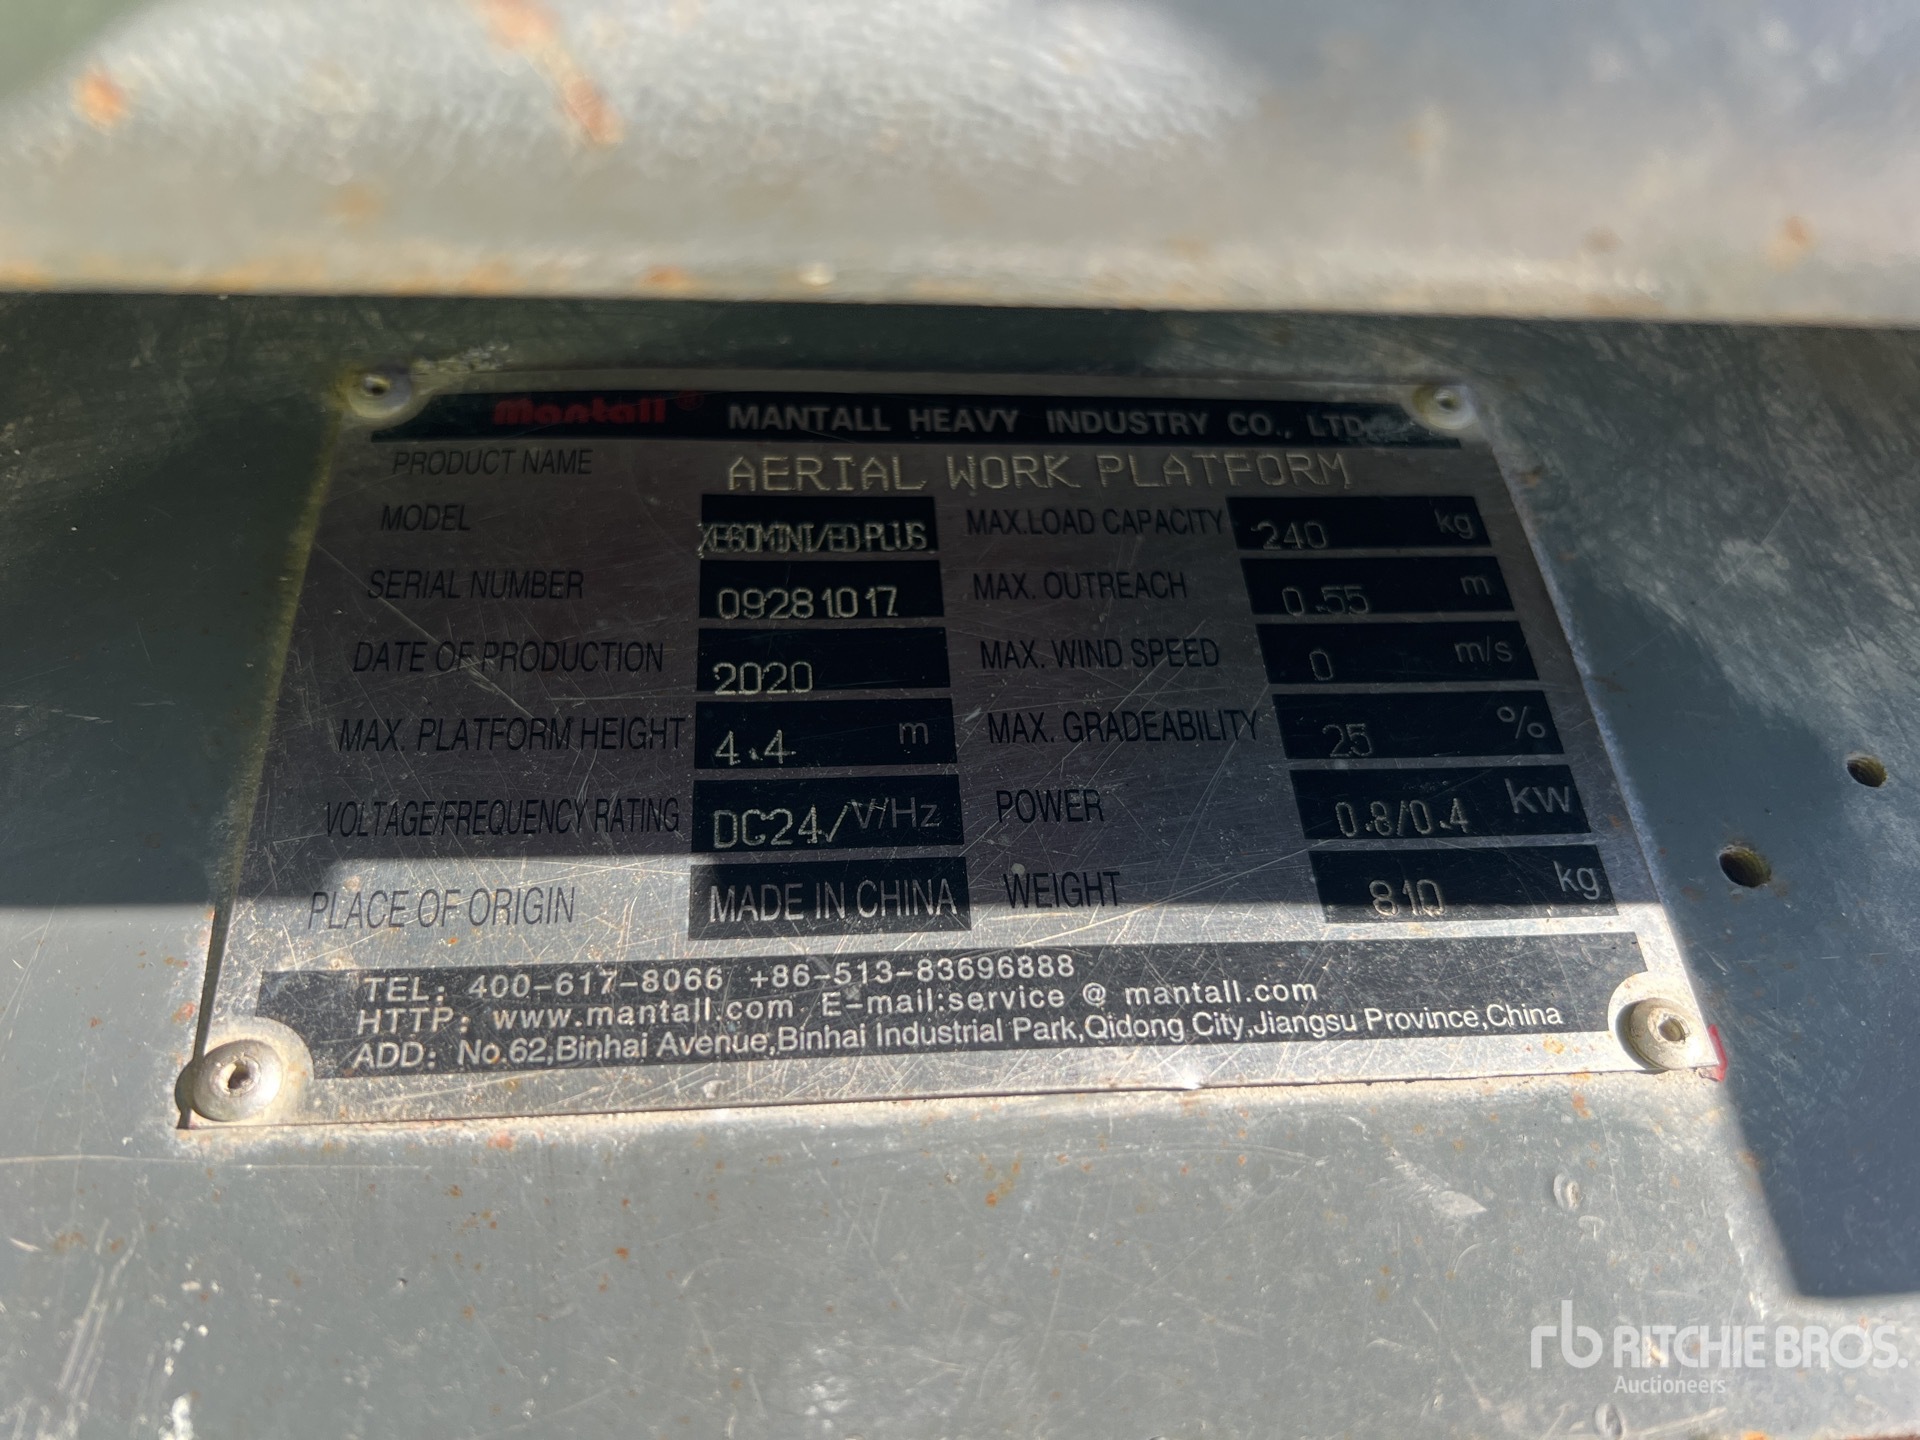 Mantall® MANTALL HEAVY INDUSTRY CO., LTD.
PRODUCT NAME AERIAL WORK PLATFORM
MODEL XE60MINI/ED PLUS MAX.LOAD CAPACITY 240 kg
SERIAL NUMBER 09281017 MAX. OUTREACH 0.55 m
DATE OF PRODUCTION 2020 MAX. WIND SPEED 0 m/s
MAX. PLATFORM HEIGHT 4.4 m MAX. GRADEABILITY 25 %
VOLTAGE/FREQUENCY RATING DC24/ V/Hz POWER 0.8/0.4 kw
PLACE OF ORIGIN MADE IN CHINA WEIGHT 810 kg
TEL: 400-617-8066 +86-513-83696888
HTTP: www.mantall.com E-mail:service @ mantall.com
ADD: No.62,Binhai Avenue,Binhai Industrial Park,Qidong City,Jiangsu Province,China
rb RITCHIE BROS.
Auctioneers